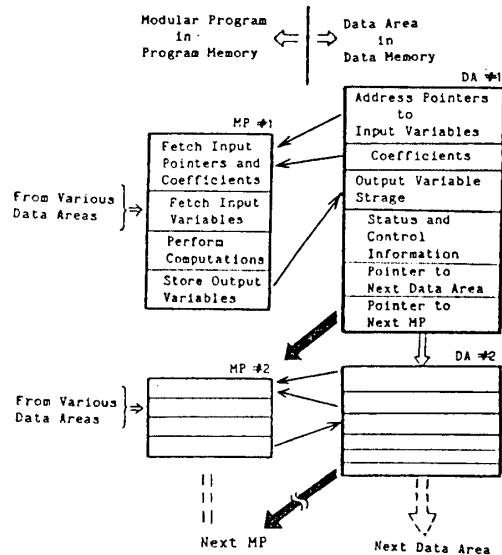 Modular Program
in
Program Memory
Data Area
in
Data Memory
MP #1
DA #1
Fetch Input
Pointers and
Coefficients
Fetch Input
Variables
Perform
Computations
Store Output
Variables
From Various
Data Areas
Address Pointers
to
Input Variables
Coefficients
Output Variable
Strage
Status and
Control
Information
Pointer to
Next Data Area
Pointer to
Next MP
MP #2
DA #2
From Various
Data Areas
Next MP
Next Data Area